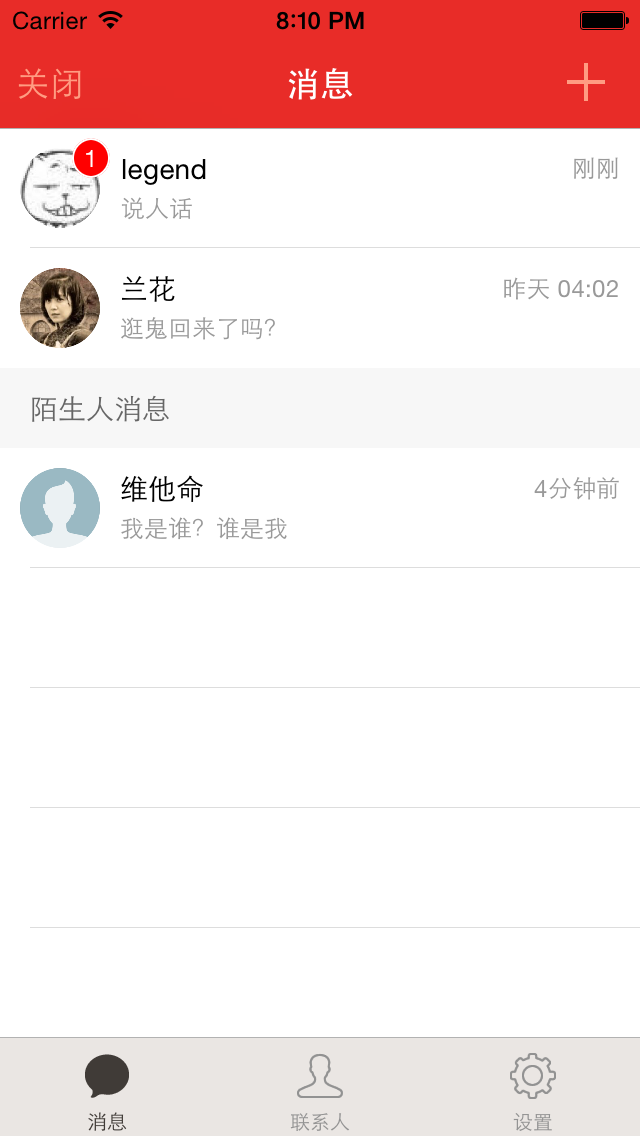 Carrier 8:10 PM
关闭 消息
1
legend 刚刚
说人话
兰花 昨天 04:02
逛鬼回来了吗?
陌生人消息
维他命 4分钟前
我是谁？谁是我
消息 联系人 设置